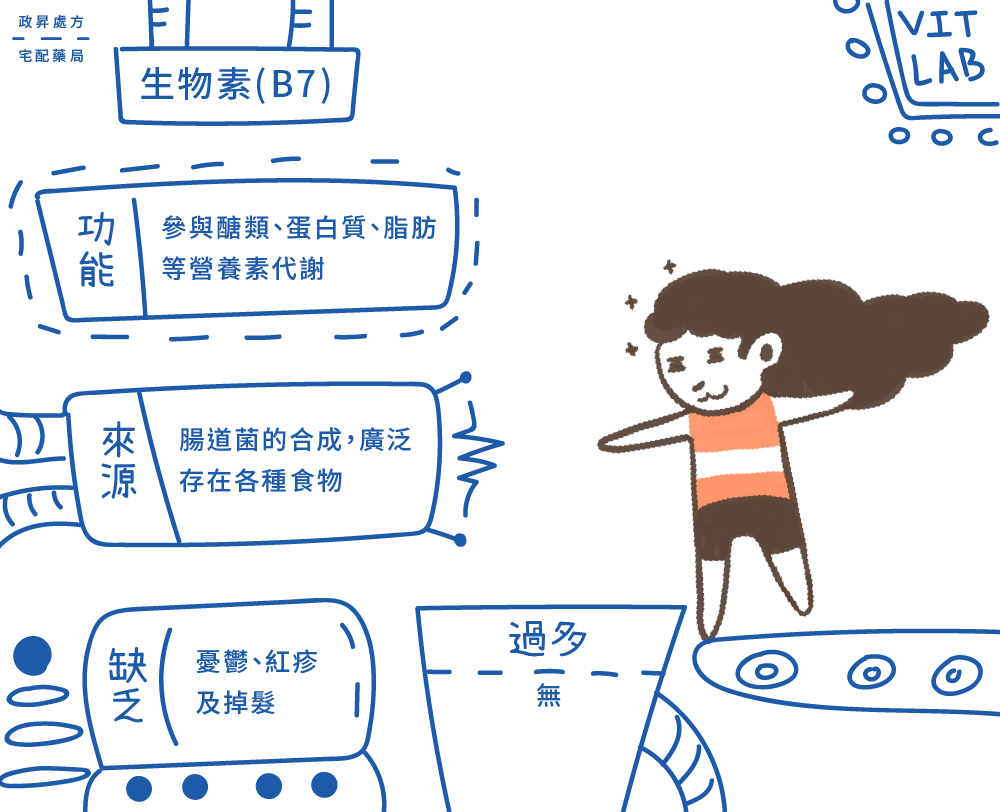 政昇處方
宅配藥局
VIT
LAB
生物素(B7)
功能
參與醣類、蛋白質、脂肪
等營養素代謝
來源
腸道菌的合成，廣泛
存在各種食物
缺乏
憂鬱、紅疹
及掉髮
過多
無